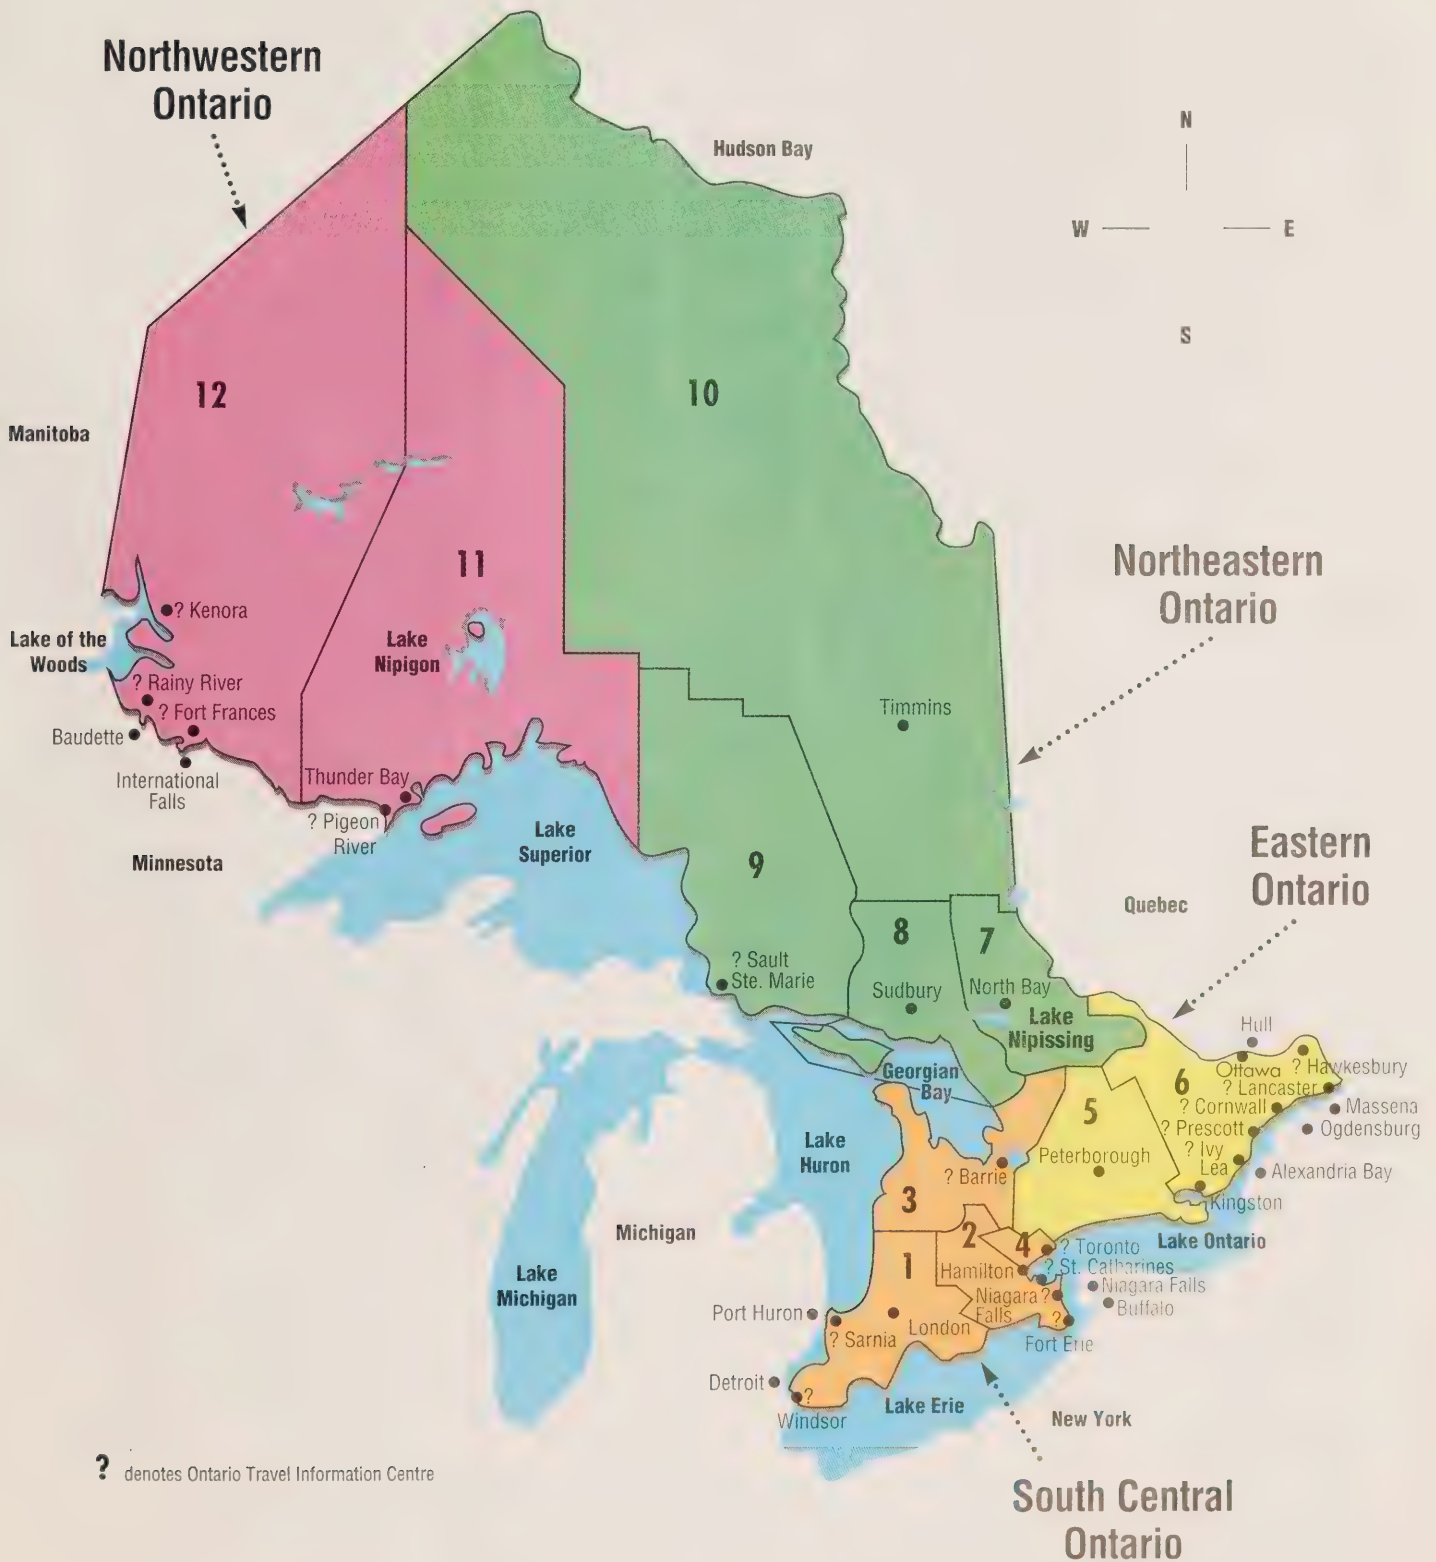 Northwestern
Ontario
Hudson Bay
N
W
E
S
12
10
Manitoba
11
Northeastern
Ontario
? Kenora
Lake of the
Woods
Lake
Nipigon
? Rainy River
? Fort Frances
Baudette
International
Falls
Timmins
Thunder Bay
? Pigeon
River
Minnesota
Lake
Superior
9
Eastern
Ontario
Quebec
8
7
? Sault
Ste. Marie
Sudbury
North Bay
Lake
Nipissing
Hull
Ottawa
? Hawkesbury
Georgian
Bay
6
? Lancaster
5
? Cornwall
Massena
? Prescott
Ogdensburg
Lake
Huron
Peterborough
? Ivy
Lea
? Barrie
Alexandria Bay
3
Kingston
Michigan
2
4
? Toronto
Lake Ontario
1
Hamilton
? St. Catharines
Lake
Michigan
Niagara ?
Falls
Niagara Falls
Buffalo
Port Huron
? Sarnia
London
?
Fort Erie
Detroit
?
Windsor
Lake Erie
New York
? denotes Ontario Travel Information Centre
South Central
Ontario